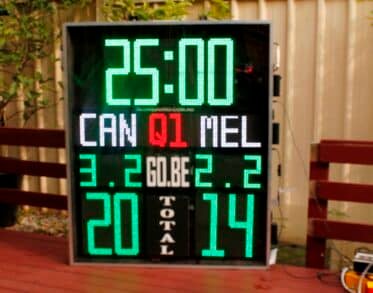 25:00
CAN Q1 MEL
3.2 GO.BE 2.2
20 TOTAL 14